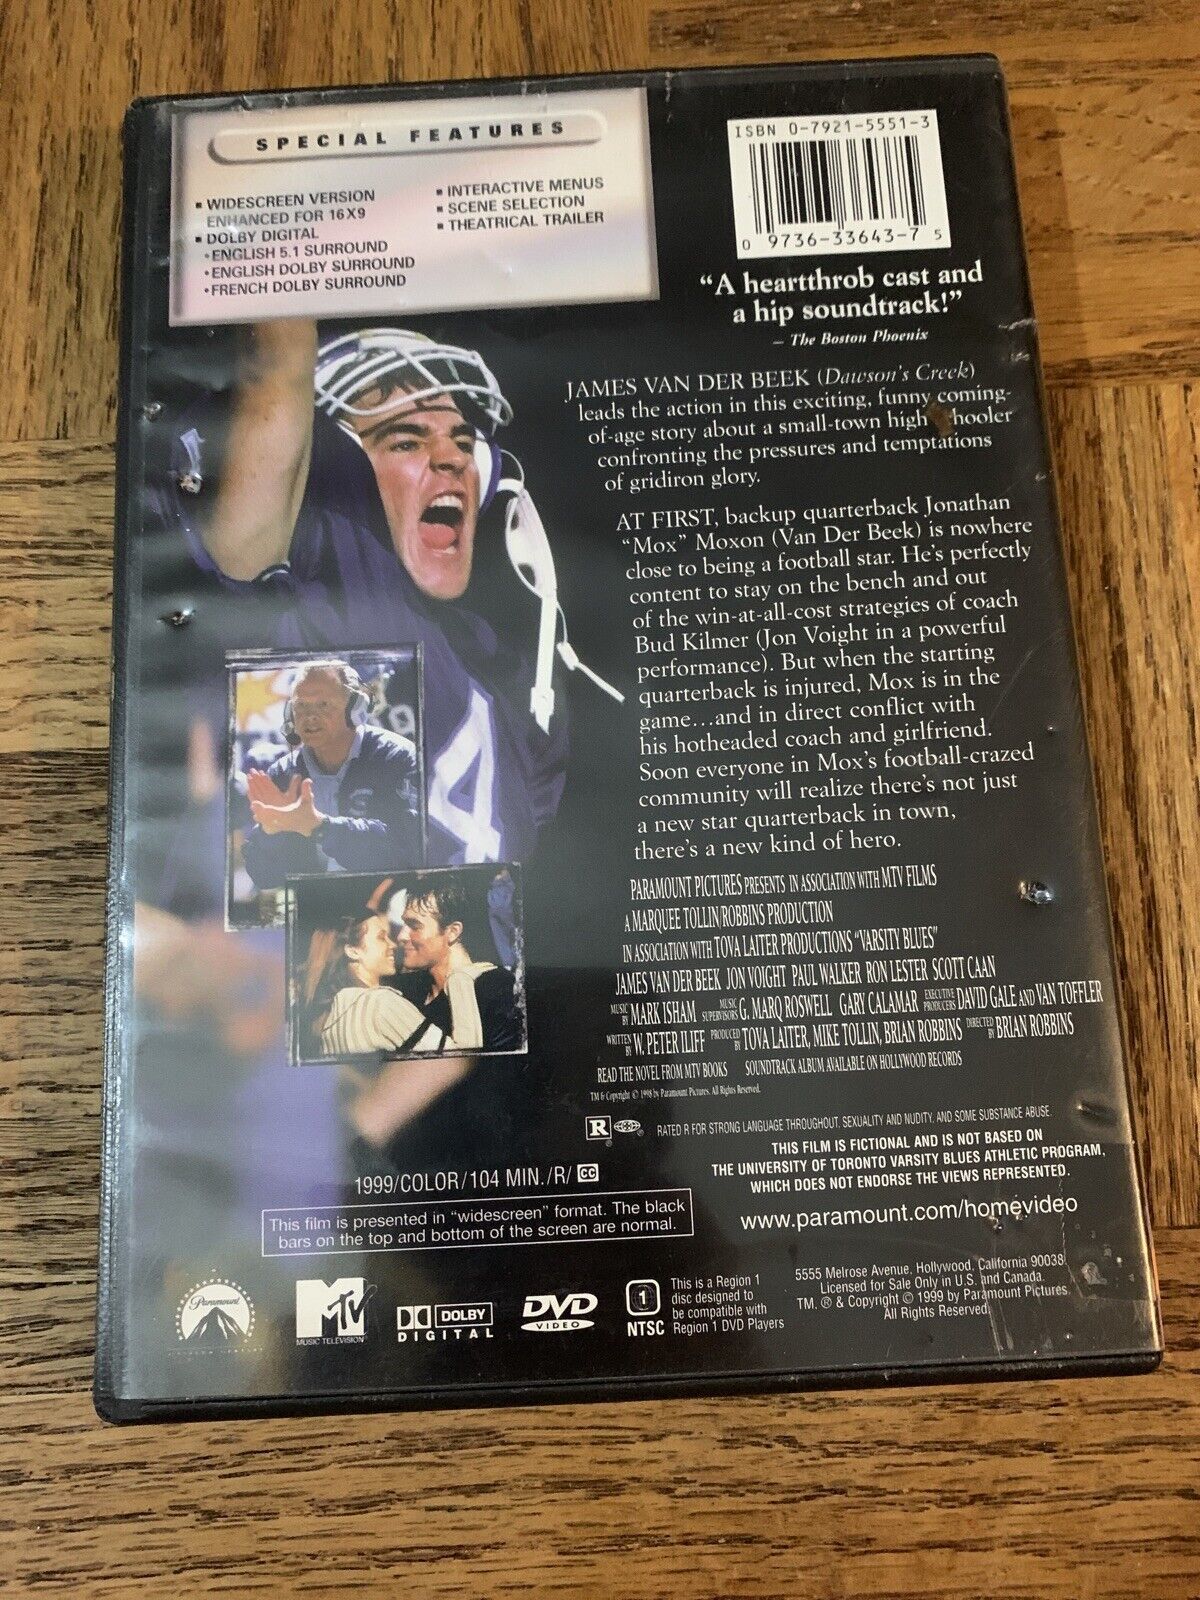 SPECIAL FEATURES
▪ WIDESCREEN VERSION
ENHANCED FOR 16X9
▪ DOLBY DIGITAL
•ENGLISH 5.1 SURROUND
•ENGLISH DOLBY SURROUND
•FRENCH DOLBY SURROUND
▪ INTERACTIVE MENUS
▪ SCENE SELECTION
▪ THEATRICAL TRAILER
ISBN 0-7921-5551-3
0 9736-33643-7 5
“A heartthrob cast and
a hip soundtrack!”
– The Boston Phoenix
JAMES VAN DER BEEK (Dawson's Creek)
leads the action in this exciting, funny coming-
of-age story about a small-town high hooler
confronting the pressures and temptations
of gridiron glory.
AT FIRST, backup quarterback Jonathan
“Mox” Moxon (Van Der Beek) is nowhere
close to being a football star. He's perfectly
content to stay on the bench and out
of the win-at-all-cost strategies of coach
Bud Kilmer (Jon Voight in a powerful
performance). But when the starting
quarterback is injured, Mox is in the
game...and in direct conflict with
his hotheaded coach and girlfriend.
Soon everyone in Mox's football-crazed
community will realize there's not just
a new star quarterback in town,
there's a new kind of hero.
PARAMOUNT PICTURES PRESENTS IN ASSOCIATION WITH MTV FILMS
A MARQUEE TOLLIN/ROBBINS PRODUCTION
IN ASSOCIATION WITH TOVA LAITER PRODUCTIONS "VARSITY BLUES"
JAMES VAN DER BEEK JON VOIGHT PAUL WALKER RON LESTER SCOTT CAAN
MUSIC BY MARK ISHAM MUSIC SUPERVISORS G. MARQ ROSWELL GARY CALAMAR EXECUTIVE PRODUCERS DAVID GALE AND VAN TOFFLER
WRITTEN BY W. PETER ILIFF PRODUCED BY TOVA LAITER, MIKE TOLLIN, BRIAN ROBBINS DIRECTED BY BRIAN ROBBINS
READ THE NOVEL FROM MTV BOOKS SOUNDTRACK ALBUM AVAILABLE ON HOLLYWOOD RECORDS
TM & Copyright © 1998 by Paramount Pictures. All Rights Reserved.
R ® RATED R FOR STRONG LANGUAGE THROUGHOUT, SEXUALITY AND NUDITY, AND SOME SUBSTANCE ABUSE.
THIS FILM IS FICTIONAL AND IS NOT BASED ON
THE UNIVERSITY OF TORONTO VARSITY BLUES ATHLETIC PROGRAM,
WHICH DOES NOT ENDORSE THE VIEWS REPRESENTED.
www.paramount.com/homevideo
1999/COLOR/104 MIN./R/ CC
This film is presented in "widescreen" format. The black
bars on the top and bottom of the screen are normal.
4
Paramount
MTV
MUSIC TELEVISION
DOLBY
DIGITAL
DVD
VIDEO
1
NTSC
This is a Region 1
disc designed to
be compatible with
Region 1 DVD Players
5555 Melrose Avenue, Hollywood, California 90038
Licensed for Sale Only in U.S. and Canada.
TM, ® & Copyright © 1999 by Paramount Pictures.
All Rights Reserved.